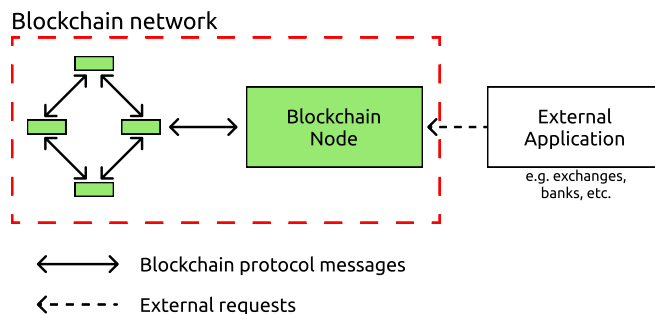 Blockchain network
Blockchain
Node
External
Application
e.g. exchanges,
banks, etc.
Blockchain protocol messages
External requests